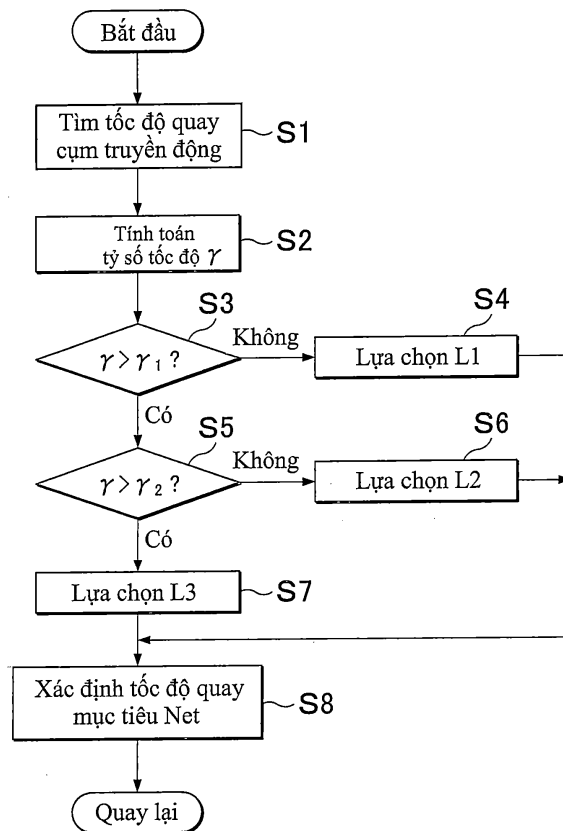 Bắt đầu
Tìm tốc độ quay
cụm truyền động
S1
Tính toán
tỷ số tốc độ γ
S2
S3
γ > γ₁ ?
Không
S4
Lựa chọn L1
Có
S5
γ > γ₂ ?
Không
S6
Lựa chọn L2
Có
Lựa chọn L3
S7
Xác định tốc độ quay
mục tiêu Net
S8
Quay lại